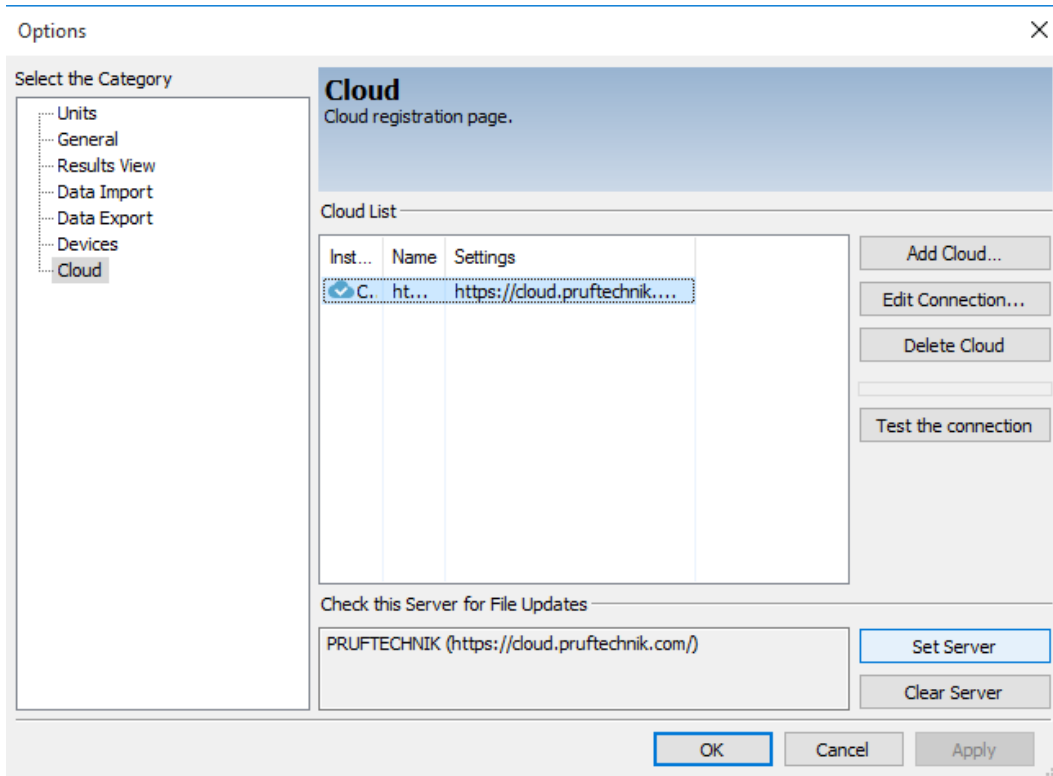 Options
Select the Category
Units
General
Results View
Data Import
Data Export
Devices
Cloud
Cloud
Cloud registration page.
Cloud List
Inst... Name Settings
C. ht... https://cloud.pruftechnik....
Add Cloud...
Edit Connection...
Delete Cloud
Test the connection
Check this Server for File Updates
PRUFTECHNIK (https://cloud.pruftechnik.com/)
Set Server
Clear Server
OK Cancel Apply